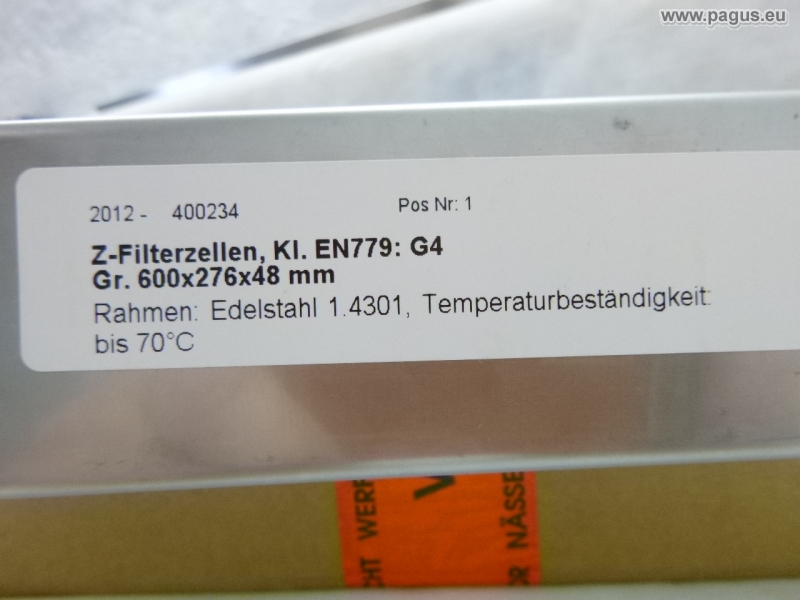 www.pagus.eu
2012 - 400234 Pos Nr: 1
Z-Filterzellen, Kl. EN779: G4
Gr. 600x276x48 mm
Rahmen: Edelstahl 1.4301, Temperaturbeständigkeit:
bis 70°C
NÄSSE